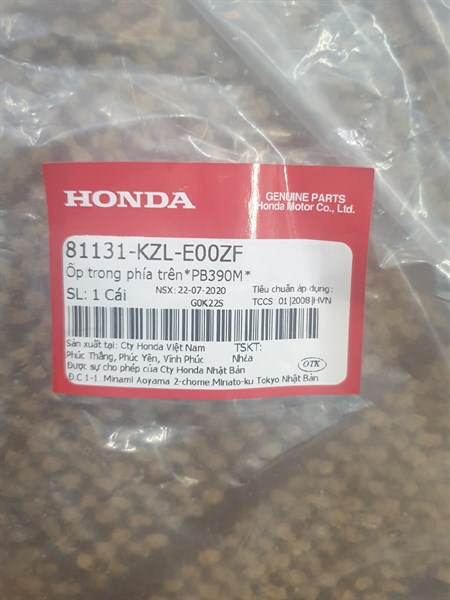 HONDA
GENUINE PARTS
Honda Motor Co., Ltd.
81131-KZL-E00ZF
Ốp trong phía trên*PB390M*
SL: 1 Cái
NSX: 22-07-2020
Tiêu chuẩn áp dụng:
G0K22S
TCCS :01|2008|HVN
Sản xuất tại: Cty Honda Việt Nam
TSKT:
Phúc Thắng, Phúc Yên, Vĩnh Phúc
Nhựa
OTK
Được sự cho phép của Cty Honda Nhật Bản
Đ.C 1-1, Minami Aoyama 2-chome,Minato-ku Tokyo Nhật Bản